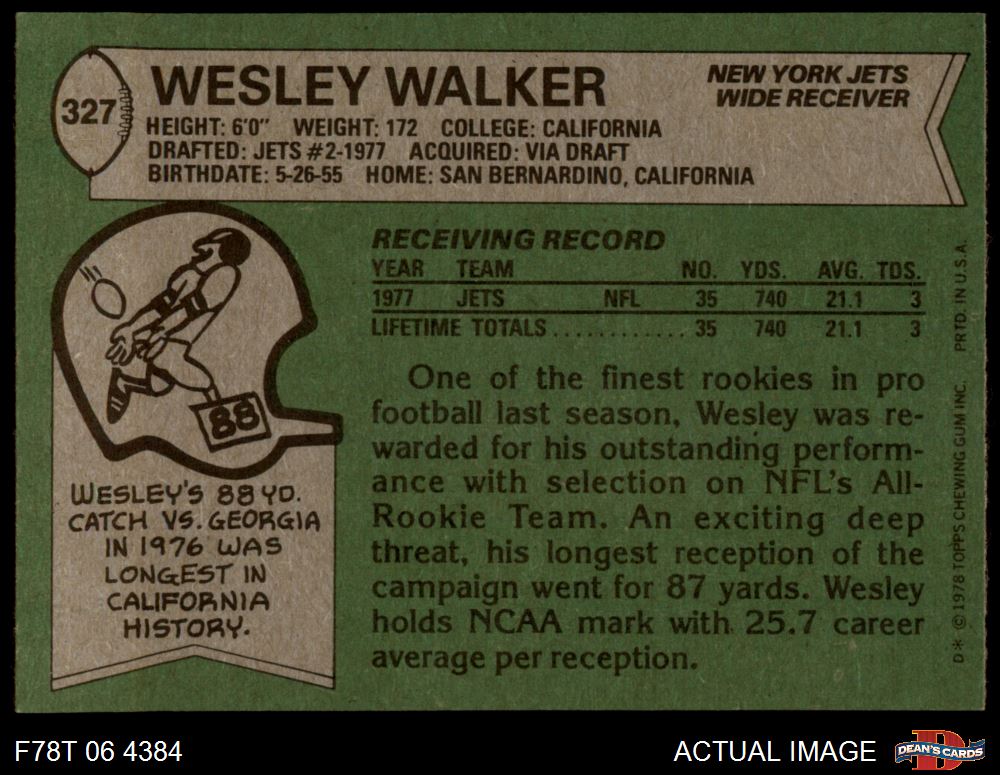 327
WESLEY WALKER
NEW YORK JETS
WIDE RECEIVER
HEIGHT: 6'0" WEIGHT: 172 COLLEGE: CALIFORNIA
DRAFTED: JETS #2-1977 ACQUIRED: VIA DRAFT
BIRTHDATE: 5-26-55 HOME: SAN BERNARDINO, CALIFORNIA
88
WESLEY'S 88 YD.
CATCH VS. GEORGIA
IN 1976 WAS
LONGEST IN
CALIFORNIA
HISTORY.
RECEIVING RECORD
YEAR TEAM NO. YDS. AVG. TDS.
1977 JETS NFL 35 740 21.1 3
LIFETIME TOTALS ............ 35 740 21.1 3
One of the finest rookies in pro
football last season, Wesley was re-
warded for his outstanding perform-
ance with selection on NFL's All-
Rookie Team. An exciting deep
threat, his longest reception of the
campaign went for 87 yards. Wesley
holds NCAA mark with 25.7 career
average per reception.
D* © 1978 TOPPS CHEWING GUM INC. PRTD. IN U.S.A.
F78T 06 4384
ACTUAL IMAGE
D
DEAN'S CARDS